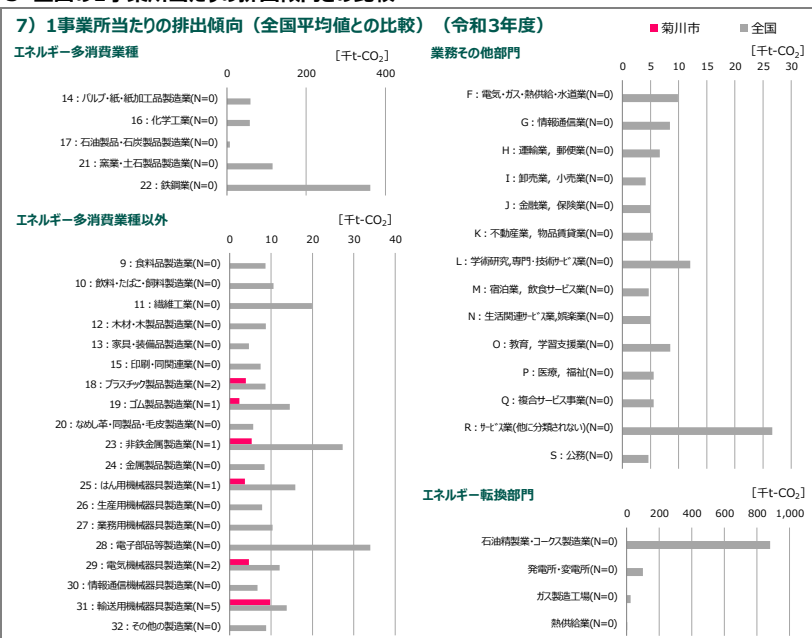 7）1事業所当たりの排出傾向（全国平均値との比較）（令和3年度）
■菊川市 ■全国
エネルギー多消費業種
[千t-CO₂]
0 200 400
14：パルプ・紙・紙加工品製造業(N=0)
16：化学工業(N=0)
17：石油製品・石炭製品製造業(N=0)
21：窯業・土石製品製造業(N=0)
22：鉄鋼業(N=0)
エネルギー多消費業種以外
[千t-CO₂]
0 10 20 30 40
9：食料品製造業(N=0)
10：飲料・たばこ・飼料製造業(N=0)
11：繊維工業(N=0)
12：木材・木製品製造業(N=0)
13：家具・装備品製造業(N=0)
15：印刷・同関連業(N=0)
18：プラスチック製品製造業(N=2)
19：ゴム製品製造業(N=1)
20：なめし革・同製品・毛皮製造業(N=0)
23：非鉄金属製造業(N=1)
24：金属製品製造業(N=0)
25：はん用機械器具製造業(N=1)
26：生産用機械器具製造業(N=0)
27：業務用機械器具製造業(N=0)
28：電子部品等製造業(N=0)
29：電気機械器具製造業(N=2)
30：情報通信機械器具製造業(N=0)
31：輸送用機械器具製造業(N=5)
32：その他の製造業(N=0)
業務その他部門
[千t-CO₂]
0 5 10 15 20 25 30
F：電気・ガス・熱供給・水道業(N=0)
G：情報通信業(N=0)
H：運輸業，郵便業(N=0)
I：卸売業，小売業(N=0)
J：金融業，保険業(N=0)
K：不動産業，物品賃貸業(N=0)
L：学術研究,専門・技術ｻｰﾋﾞｽ業(N=0)
M：宿泊業，飲食サービス業(N=0)
N：生活関連ｻｰﾋﾞｽ業,娯楽業(N=0)
O：教育，学習支援業(N=0)
P：医療，福祉(N=0)
Q：複合サービス事業(N=0)
R：ｻｰﾋﾞｽ業(他に分類されない)(N=0)
S：公務(N=0)
エネルギー転換部門
[千t-CO₂]
0 200 400 600 800 1,000
石油精製業・コークス製造業(N=0)
発電所・変電所(N=0)
ガス製造工場(N=0)
熱供給業(N=0)